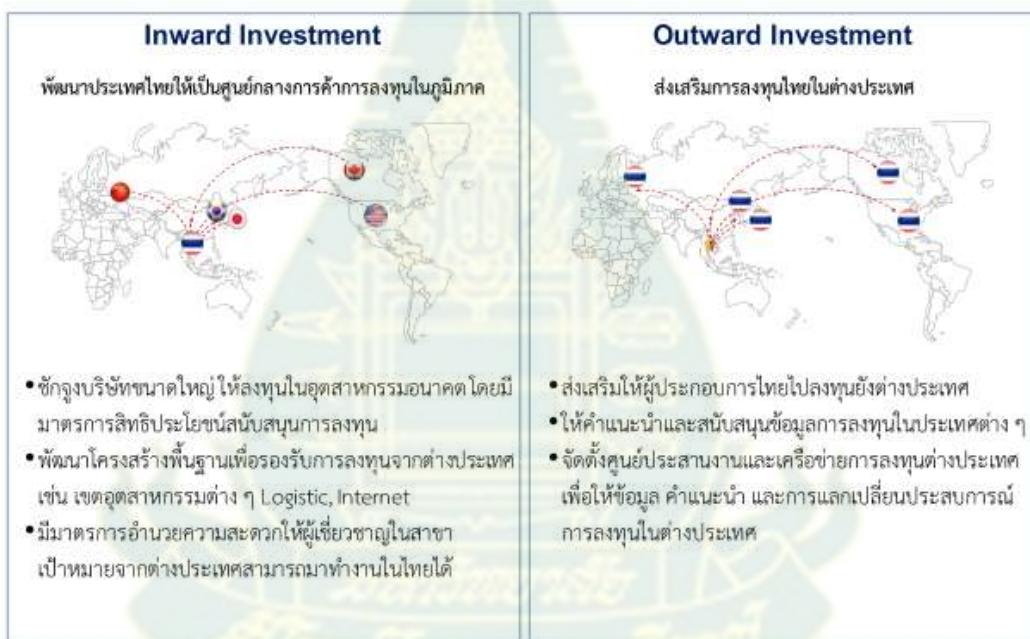 Inward Investment
พัฒนาประเทศไทยให้เป็นศูนย์กลางการค้าการลงทุนในภูมิภาค
• ชักจูงบริษัทขนาดใหญ่ ให้ลงทุนในอุตสาหกรรมอนาคต โดยมี
มาตรการสิทธิประโยชน์สนับสนุนการลงทุน
• พัฒนาโครงสร้างพื้นฐานเพื่อรองรับการลงทุนจากต่างประเทศ
เช่น เขตอุตสาหกรรมต่าง ๆ Logistic, Internet
• มีมาตรการอำนวยความสะดวกให้ผู้เชี่ยวชาญในสาขา
เป้าหมายจากต่างประเทศสามารถมาทำงานในไทยได้
Outward Investment
ส่งเสริมการลงทุนไทยในต่างประเทศ
• ส่งเสริมให้ผู้ประกอบการไทยไปลงทุนยังต่างประเทศ
• ให้คำแนะนำและสนับสนุนข้อมูลการลงทุนในประเทศต่าง ๆ
• จัดตั้งศูนย์ประสานงานและเครือข่ายการลงทุนต่างประเทศ
เพื่อให้ข้อมูล คำแนะนำ และการแลกเปลี่ยนประสบการณ์
การลงทุนในต่างประเทศ